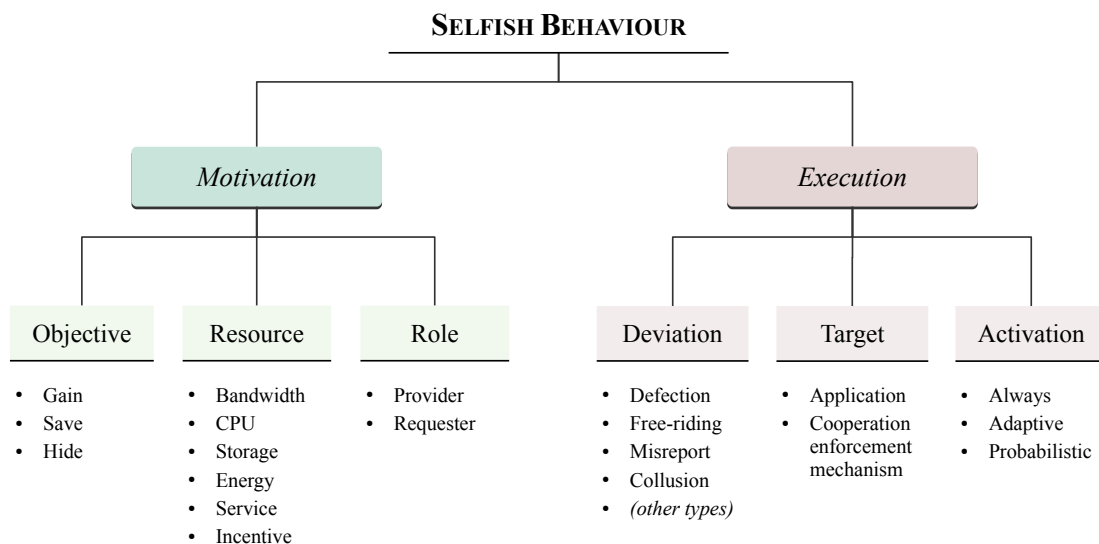 SELFISH BEHAVIOUR
Motivation
Execution
Objective
Resource
Role
Deviation
Target
Activation
• Gain
• Save
• Hide
• Bandwidth
• CPU
• Storage
• Energy
• Service
• Incentive
• Provider
• Requester
• Defection
• Free-riding
• Misreport
• Collusion
• (other types)
• Application
• Cooperation
enforcement
mechanism
• Always
• Adaptive
• Probabilistic